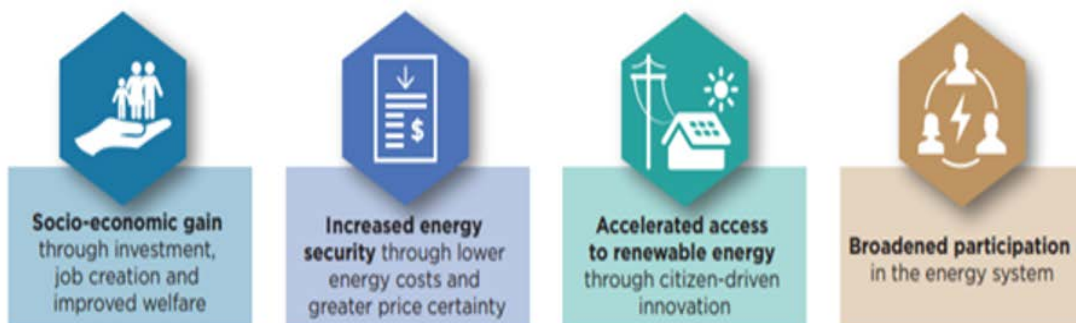 $
Socio-economic gain
through investment,
job creation and
improved welfare
Increased energy
security through lower
energy costs and
greater price certainty
Accelerated access
to renewable energy
through citizen-driven
innovation
Broadened participation
in the energy system